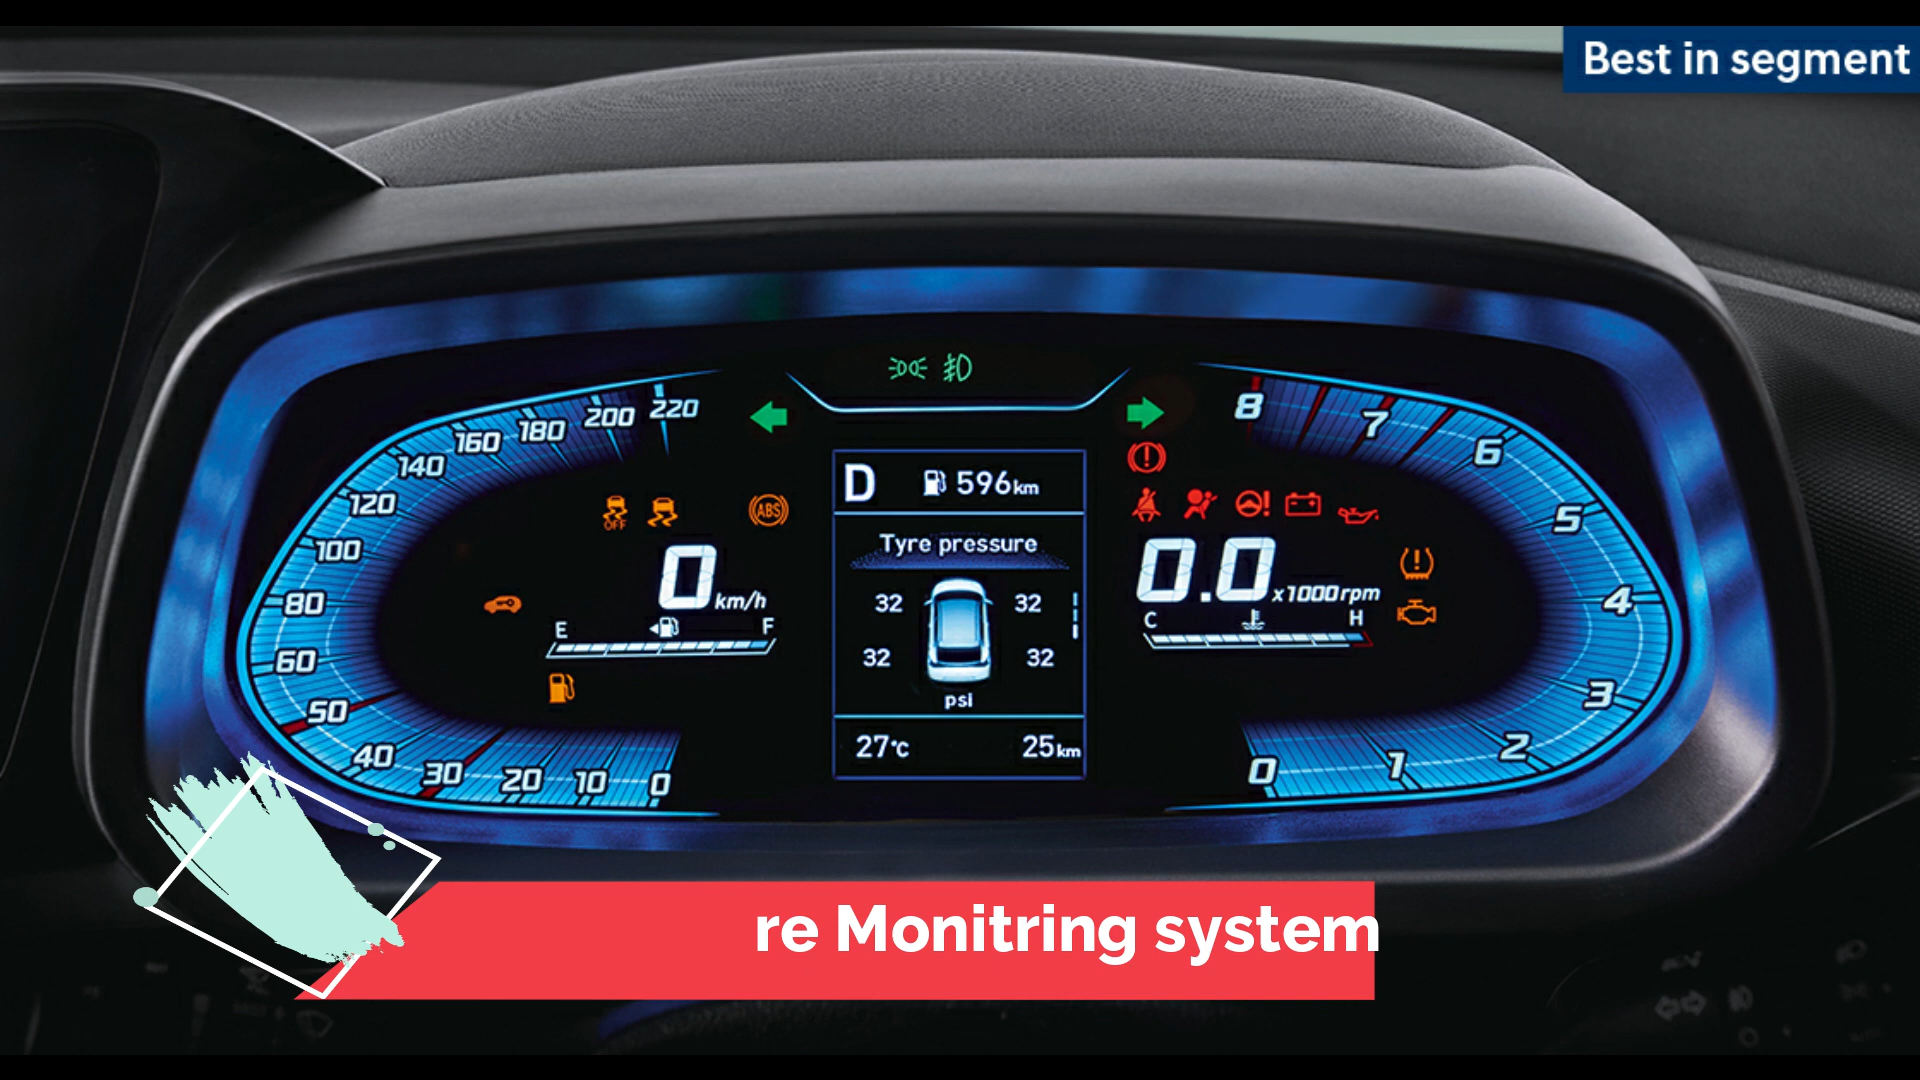 Best in segment
220
200
180
160
140
120
100
80
60
50
40
30
20
10
0
OFF
ABS
0 km/h
E F
D 596km
Tyre pressure
32 32
32 32
psi
27°C 25km
0.0 x1000rpm
C H
8
7
6
5
4
3
2
1
0
re Monitring system